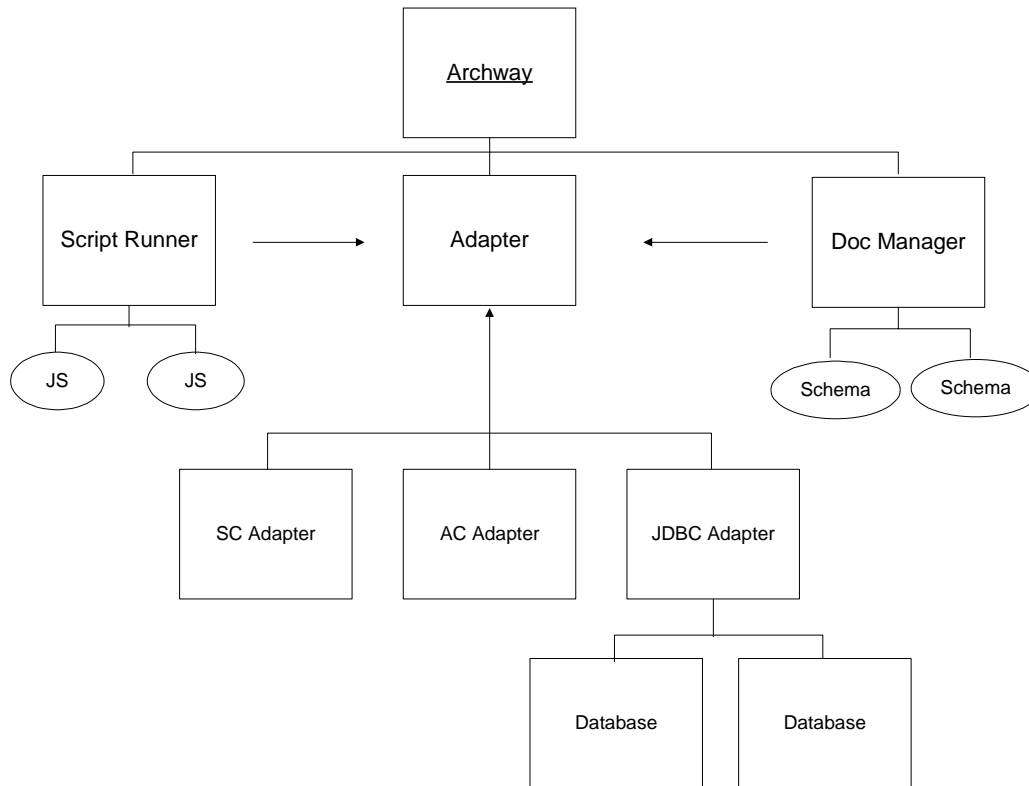 Archway
Script Runner
Adapter
Doc Manager
JS
JS
Schema
Schema
SC Adapter
AC Adapter
JDBC Adapter
Database
Database